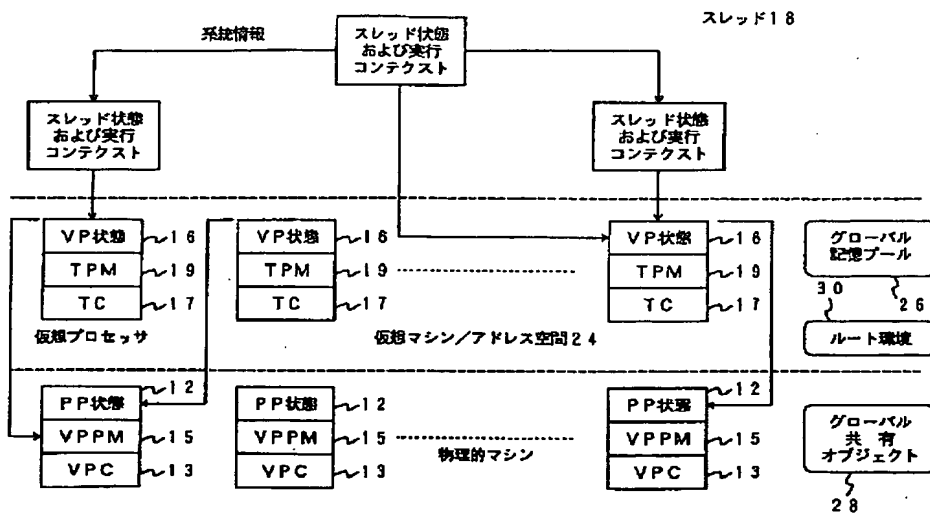 スレッド18
系統情報
スレッド状態
および実行
コンテクスト
スレッド状態
および実行
コンテクスト
スレッド状態
および実行
コンテクスト
VP状態 16
TPM 19
TC 17
仮想プロセッサ
VP状態 16
TPM 19
TC 17
VP状態 16
TPM 19
TC 17
仮想マシン/アドレス空間24
グローバル
記憶プール
30
26
ルート環境
12
PP状態
VPPM 15
VPC 13
PP状態 12
VPPM 15
VPC 13
物理的マシン
12
PP状態
VPPM 15
VPC 13
グローバル
共有
オブジェクト
28